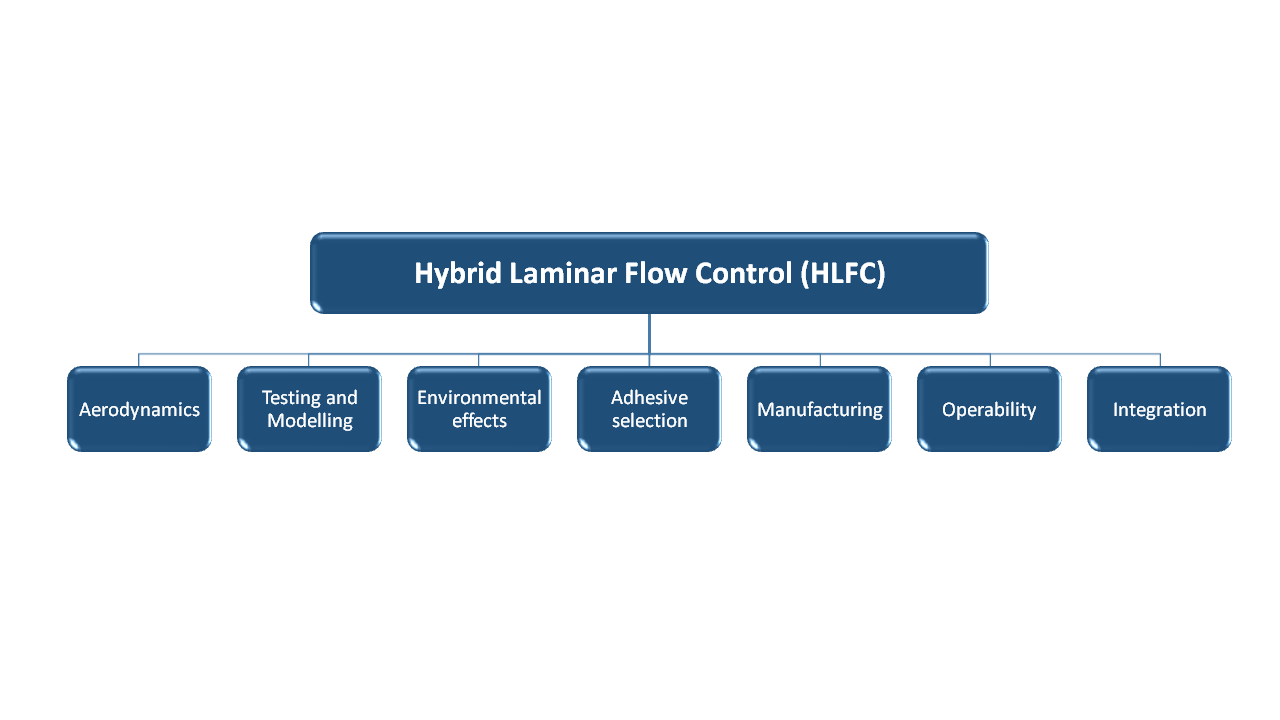 Hybrid Laminar Flow Control (HLFC)
Aerodynamics
Testing and
Modelling
Environmental
effects
Adhesive
selection
Manufacturing
Operability
Integration